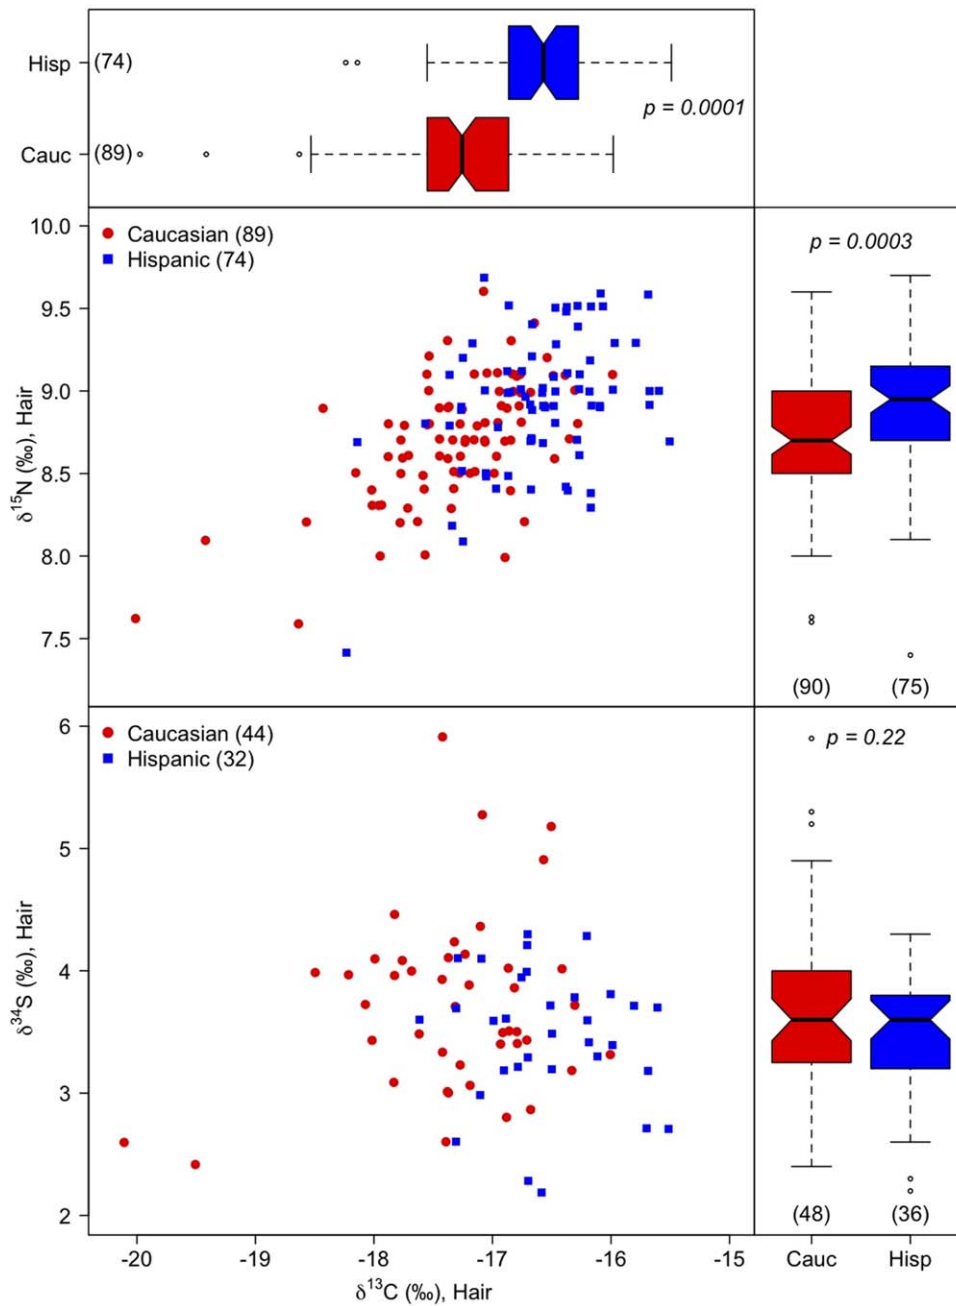 Hisp (74)
p = 0.0001
Cauc (89)
10.0
9.5
9.0
8.5
8.0
7.5
δ15N (‰), Hair
Caucasian (89)
Hispanic (74)
p = 0.0003
(90) (75)
6
5
4
3
2
δ34S (‰), Hair
Caucasian (44)
Hispanic (32)
p = 0.22
(48) (36)
-20 -19 -18 -17 -16 -15
Cauc Hisp
δ13C (‰), Hair